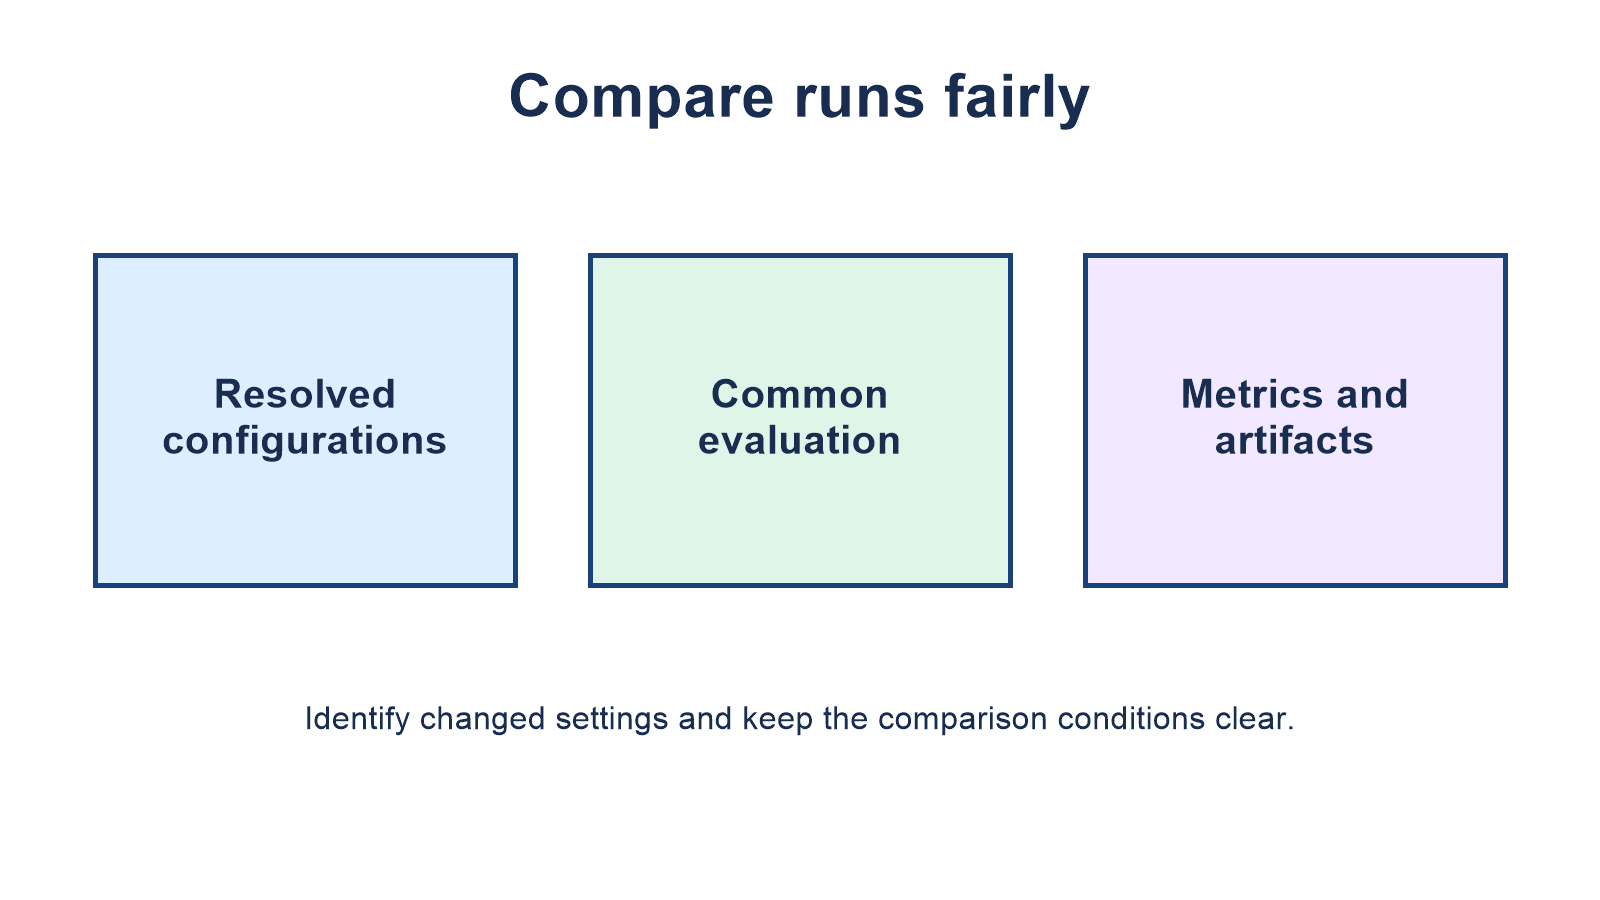 Compare runs fairly
Resolved
configurations
Common
evaluation
Metrics and
artifacts
Identify changed settings and keep the comparison conditions clear.